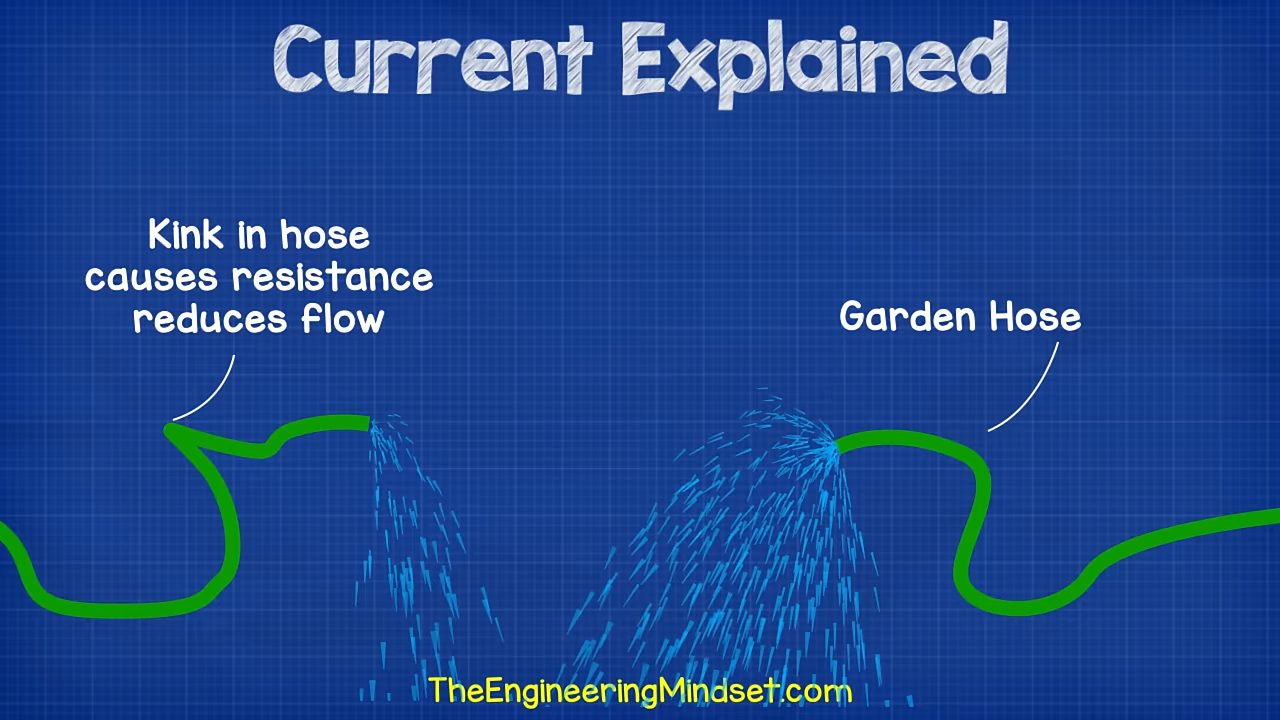 Current Explained
Kink in hose
causes resistance
reduces flow
Garden Hose
TheEngineeringMindset.com